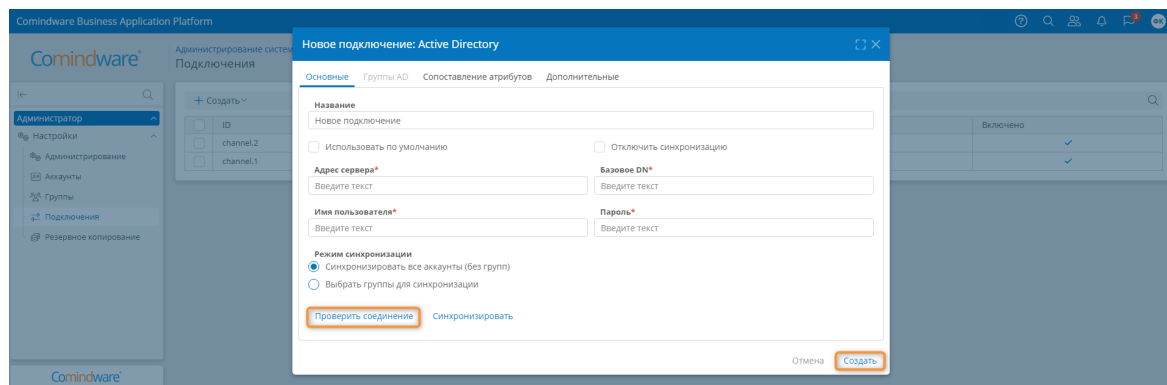 Comindware Business Application Platform
3
Comindware
Администрирование систем
Подключения
Администратор
Настройки
Администрирование
Аккаунты
Группы
Подключения
Резервное копирование
Comindware
+ Создать
ID
Включено
channel.2
channel.1
Новое подключение: Active Directory
Основные Группы AD Сопоставление атрибутов Дополнительные
Название
Новое подключение
Использовать по умолчанию Отключить синхронизацию
Адрес сервера* Базовое DN*
Введите текст Введите текст
Имя пользователя* Пароль*
Введите текст Введите текст
Режим синхронизации
Синхронизировать все аккаунты (без групп)
Выбрать группы для синхронизации
Проверить соединение Синхронизировать
Отмена Создать